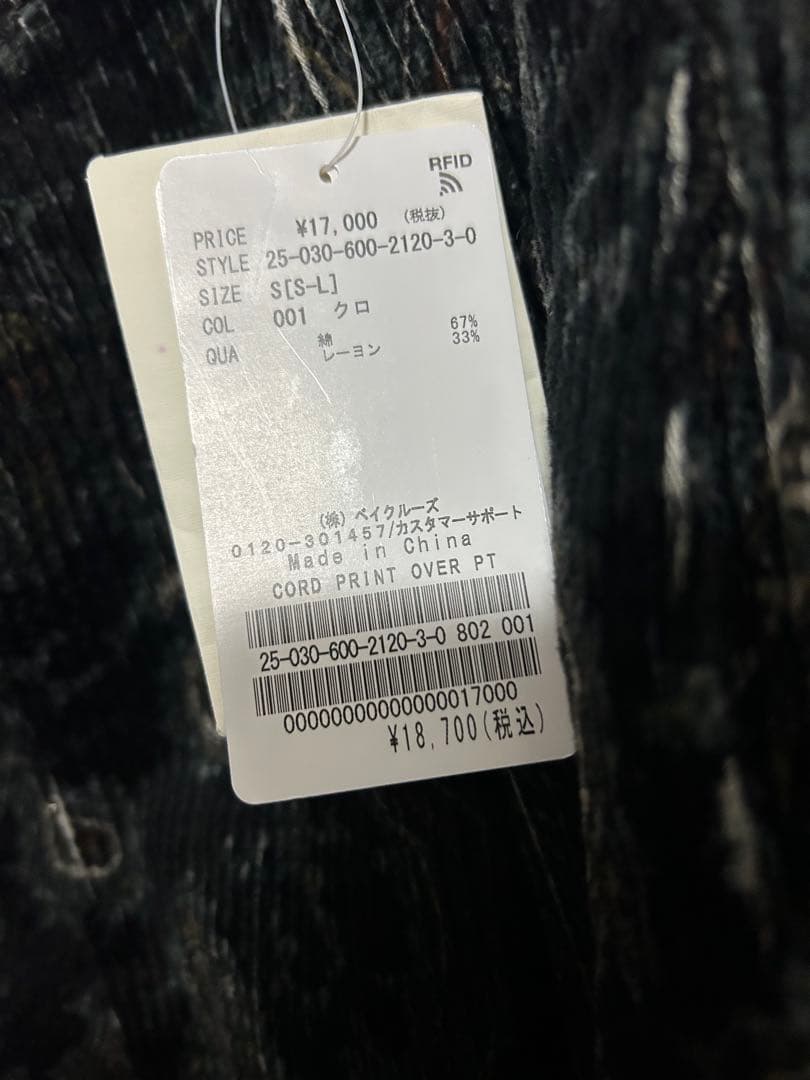 RFID
PRICE ¥17,000 (税抜)
STYLE 25-030-600-2120-3-0
SIZE S[S-L]
COL 001 クロ
QUA 綿 67%
レーヨン 33%
(株) ベイクルーズ
0120-301457/カスタマーサポート
Made in China
CORD PRINT OVER PT
25-030-600-2120-3-0 802 001
00000000000000017000
¥18,700(税込)